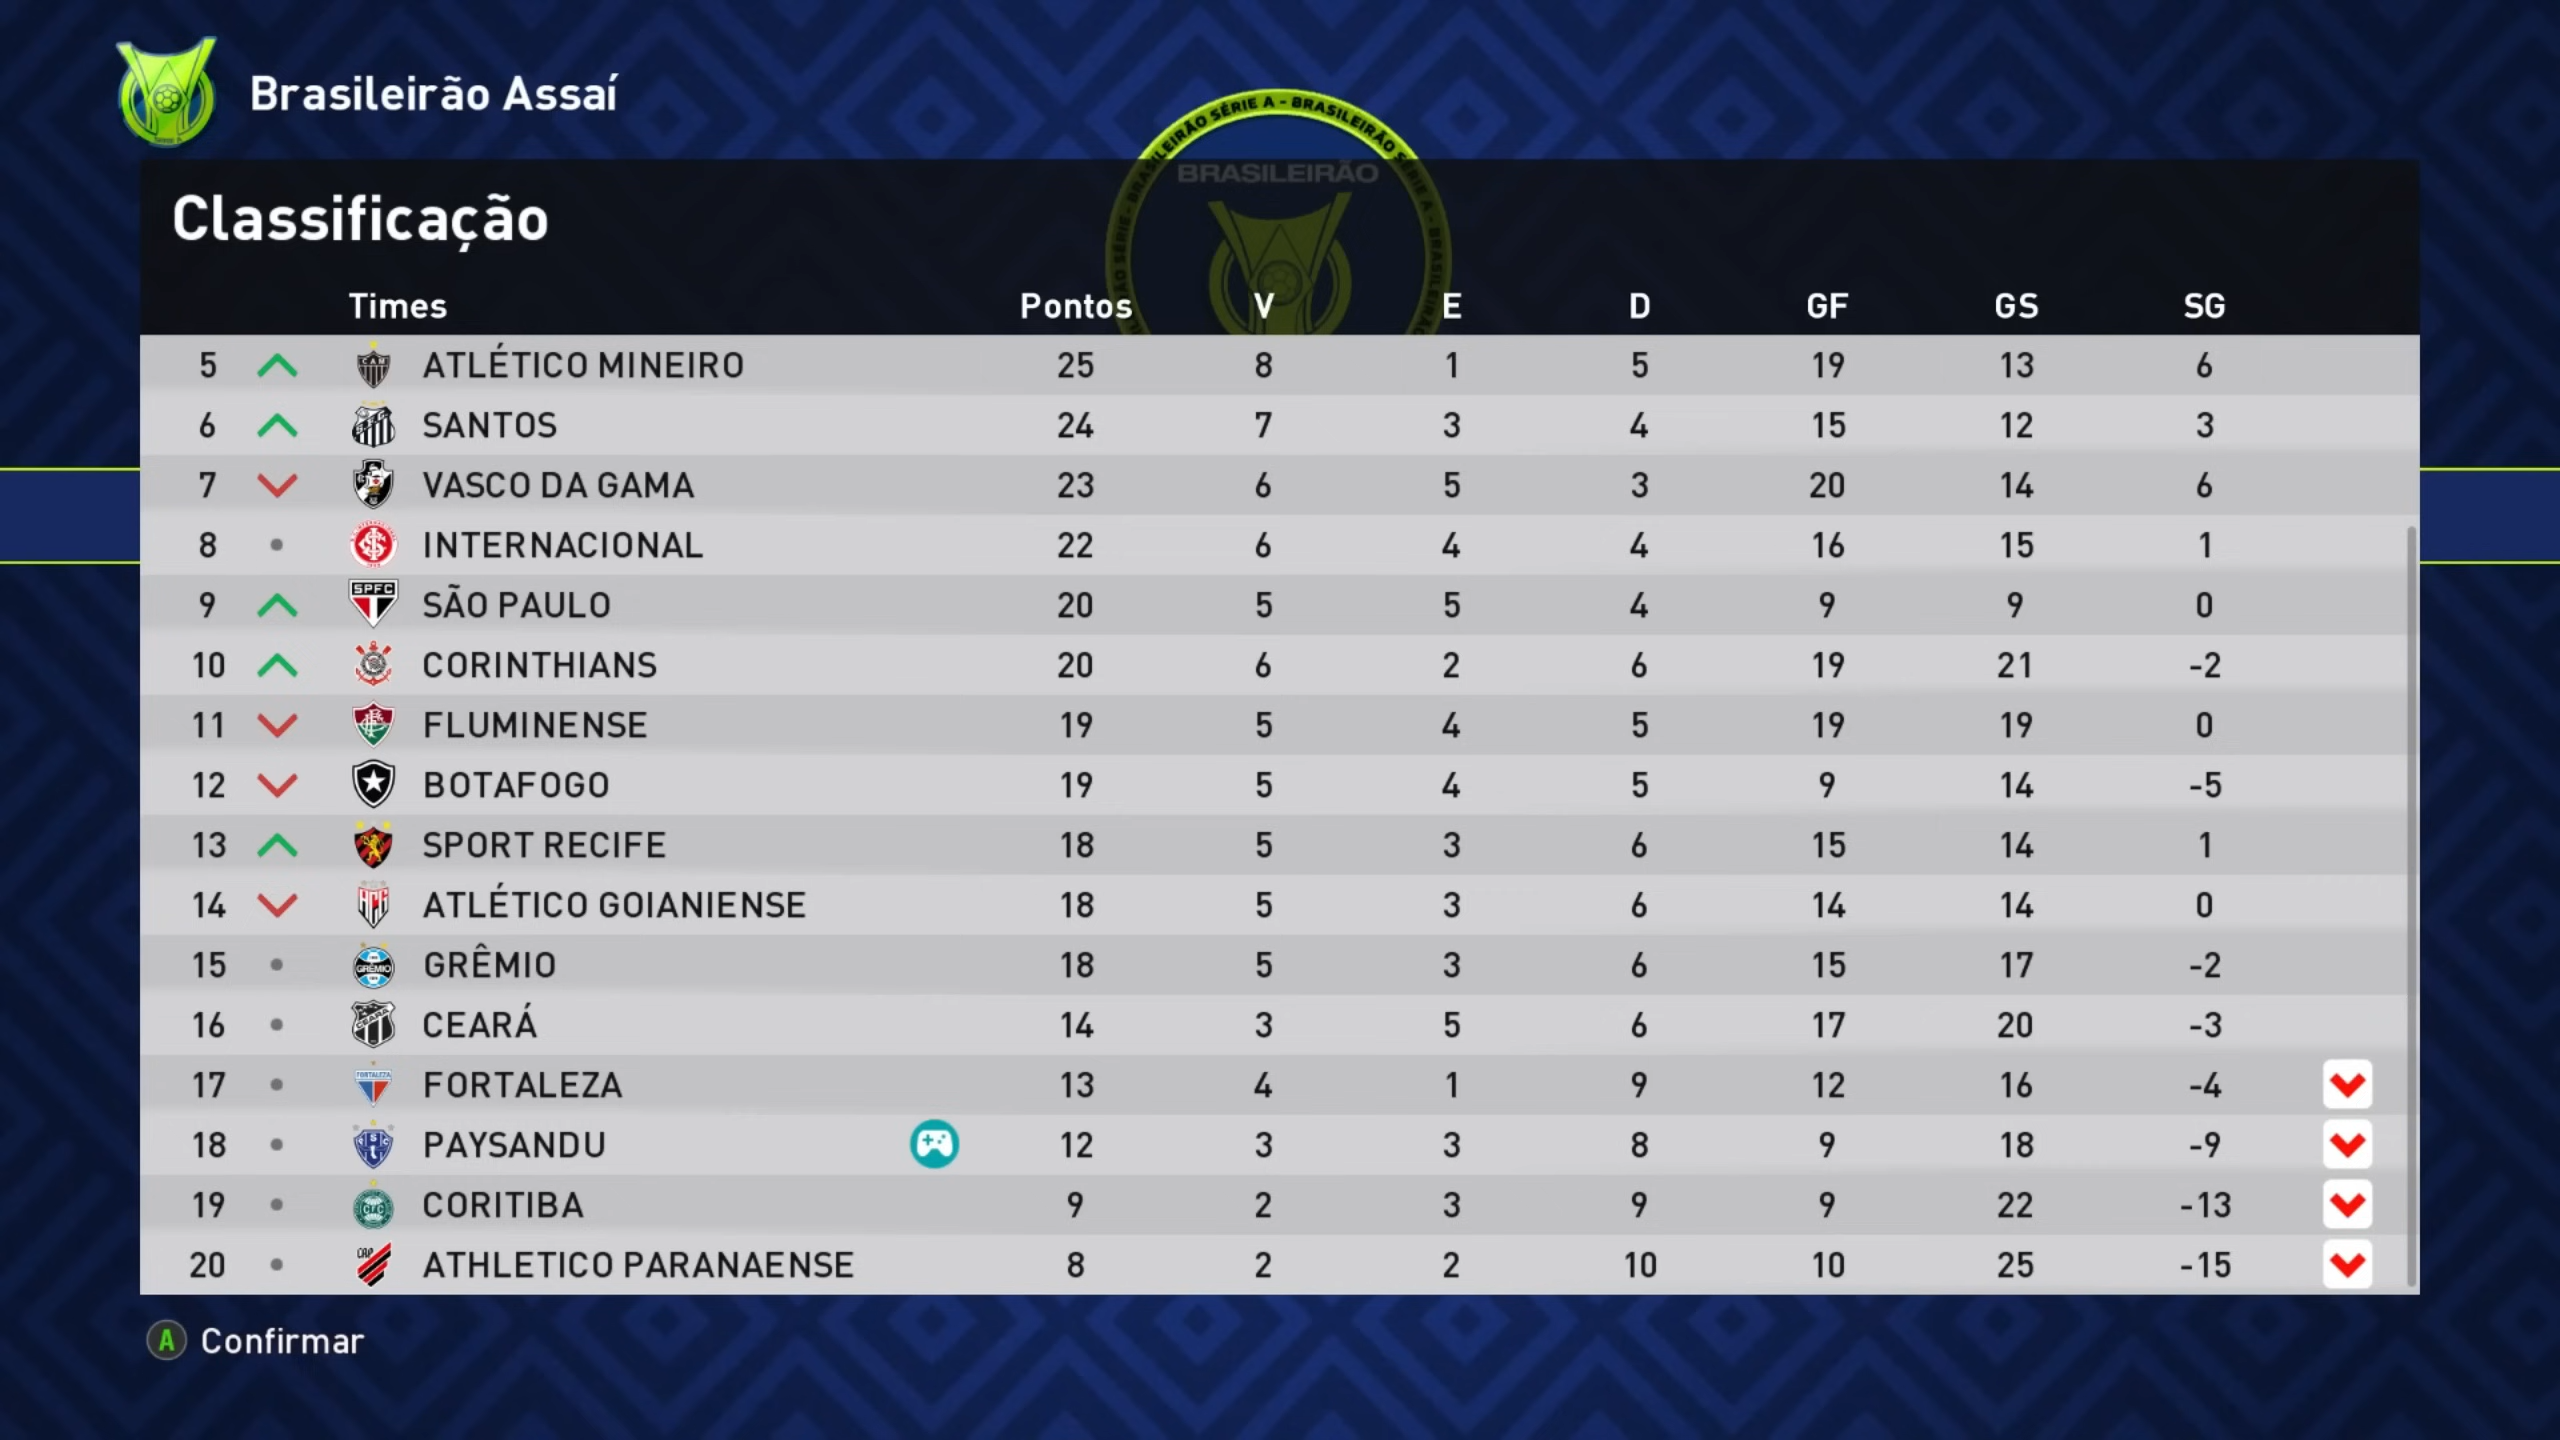 Brasileirão Assaí
BRASILEIRÃO SÉRIE A - BRASILEIRÃO
BRASILEIRÃO
Classificação
Times Pontos V E D GF GS SG
5 ATLÉTICO MINEIRO 25 8 1 5 19 13 6
6 SANTOS 24 7 3 4 15 12 3
7 VASCO DA GAMA 23 6 5 3 20 14 6
8 INTERNACIONAL 22 6 4 4 16 15 1
9 SPFC SÃO PAULO 20 5 5 4 9 9 0
10 CORINTHIANS 20 6 2 6 19 21 -2
11 FLUMINENSE 19 5 4 5 19 19 0
12 BOTAFOGO 19 5 4 5 9 14 -5
13 SPORT RECIFE 18 5 3 6 15 14 1
14 ATLÉTICO GOIANIENSE 18 5 3 6 14 14 0
15 GRÊMIO 18 5 3 6 15 17 -2
16 CEARÁ 14 3 5 6 17 20 -3
17 FORTALEZA 13 4 1 9 12 16 -4
18 PAYSANDU 12 3 3 8 9 18 -9
19 CORITIBA 9 2 3 9 9 22 -13
20 ATHLETICO PARANAENSE 8 2 2 10 10 25 -15
A Confirmar